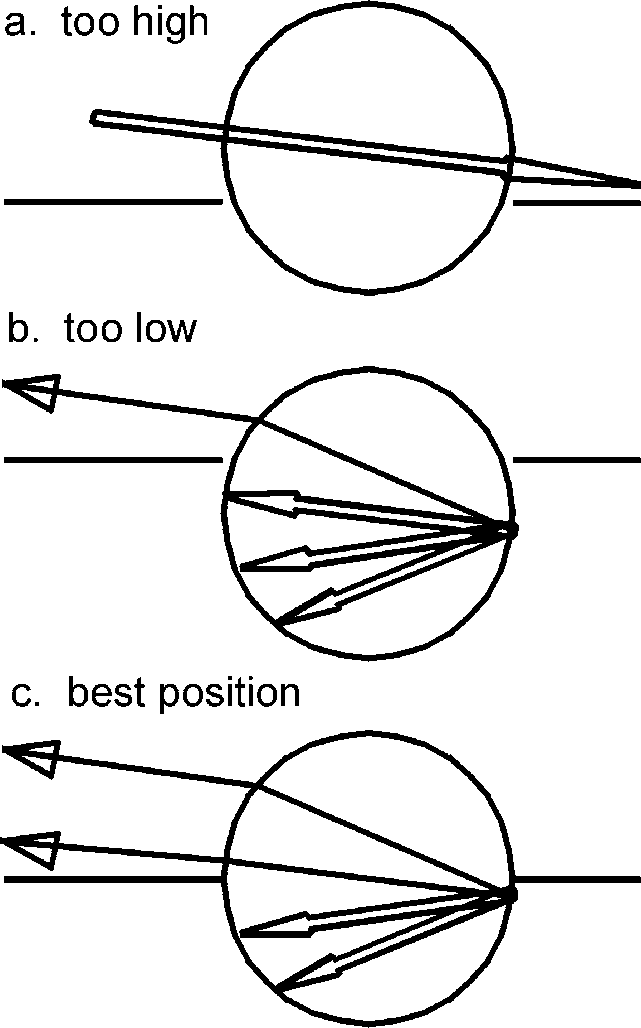 a.  too high
b.  too low
c.  best position